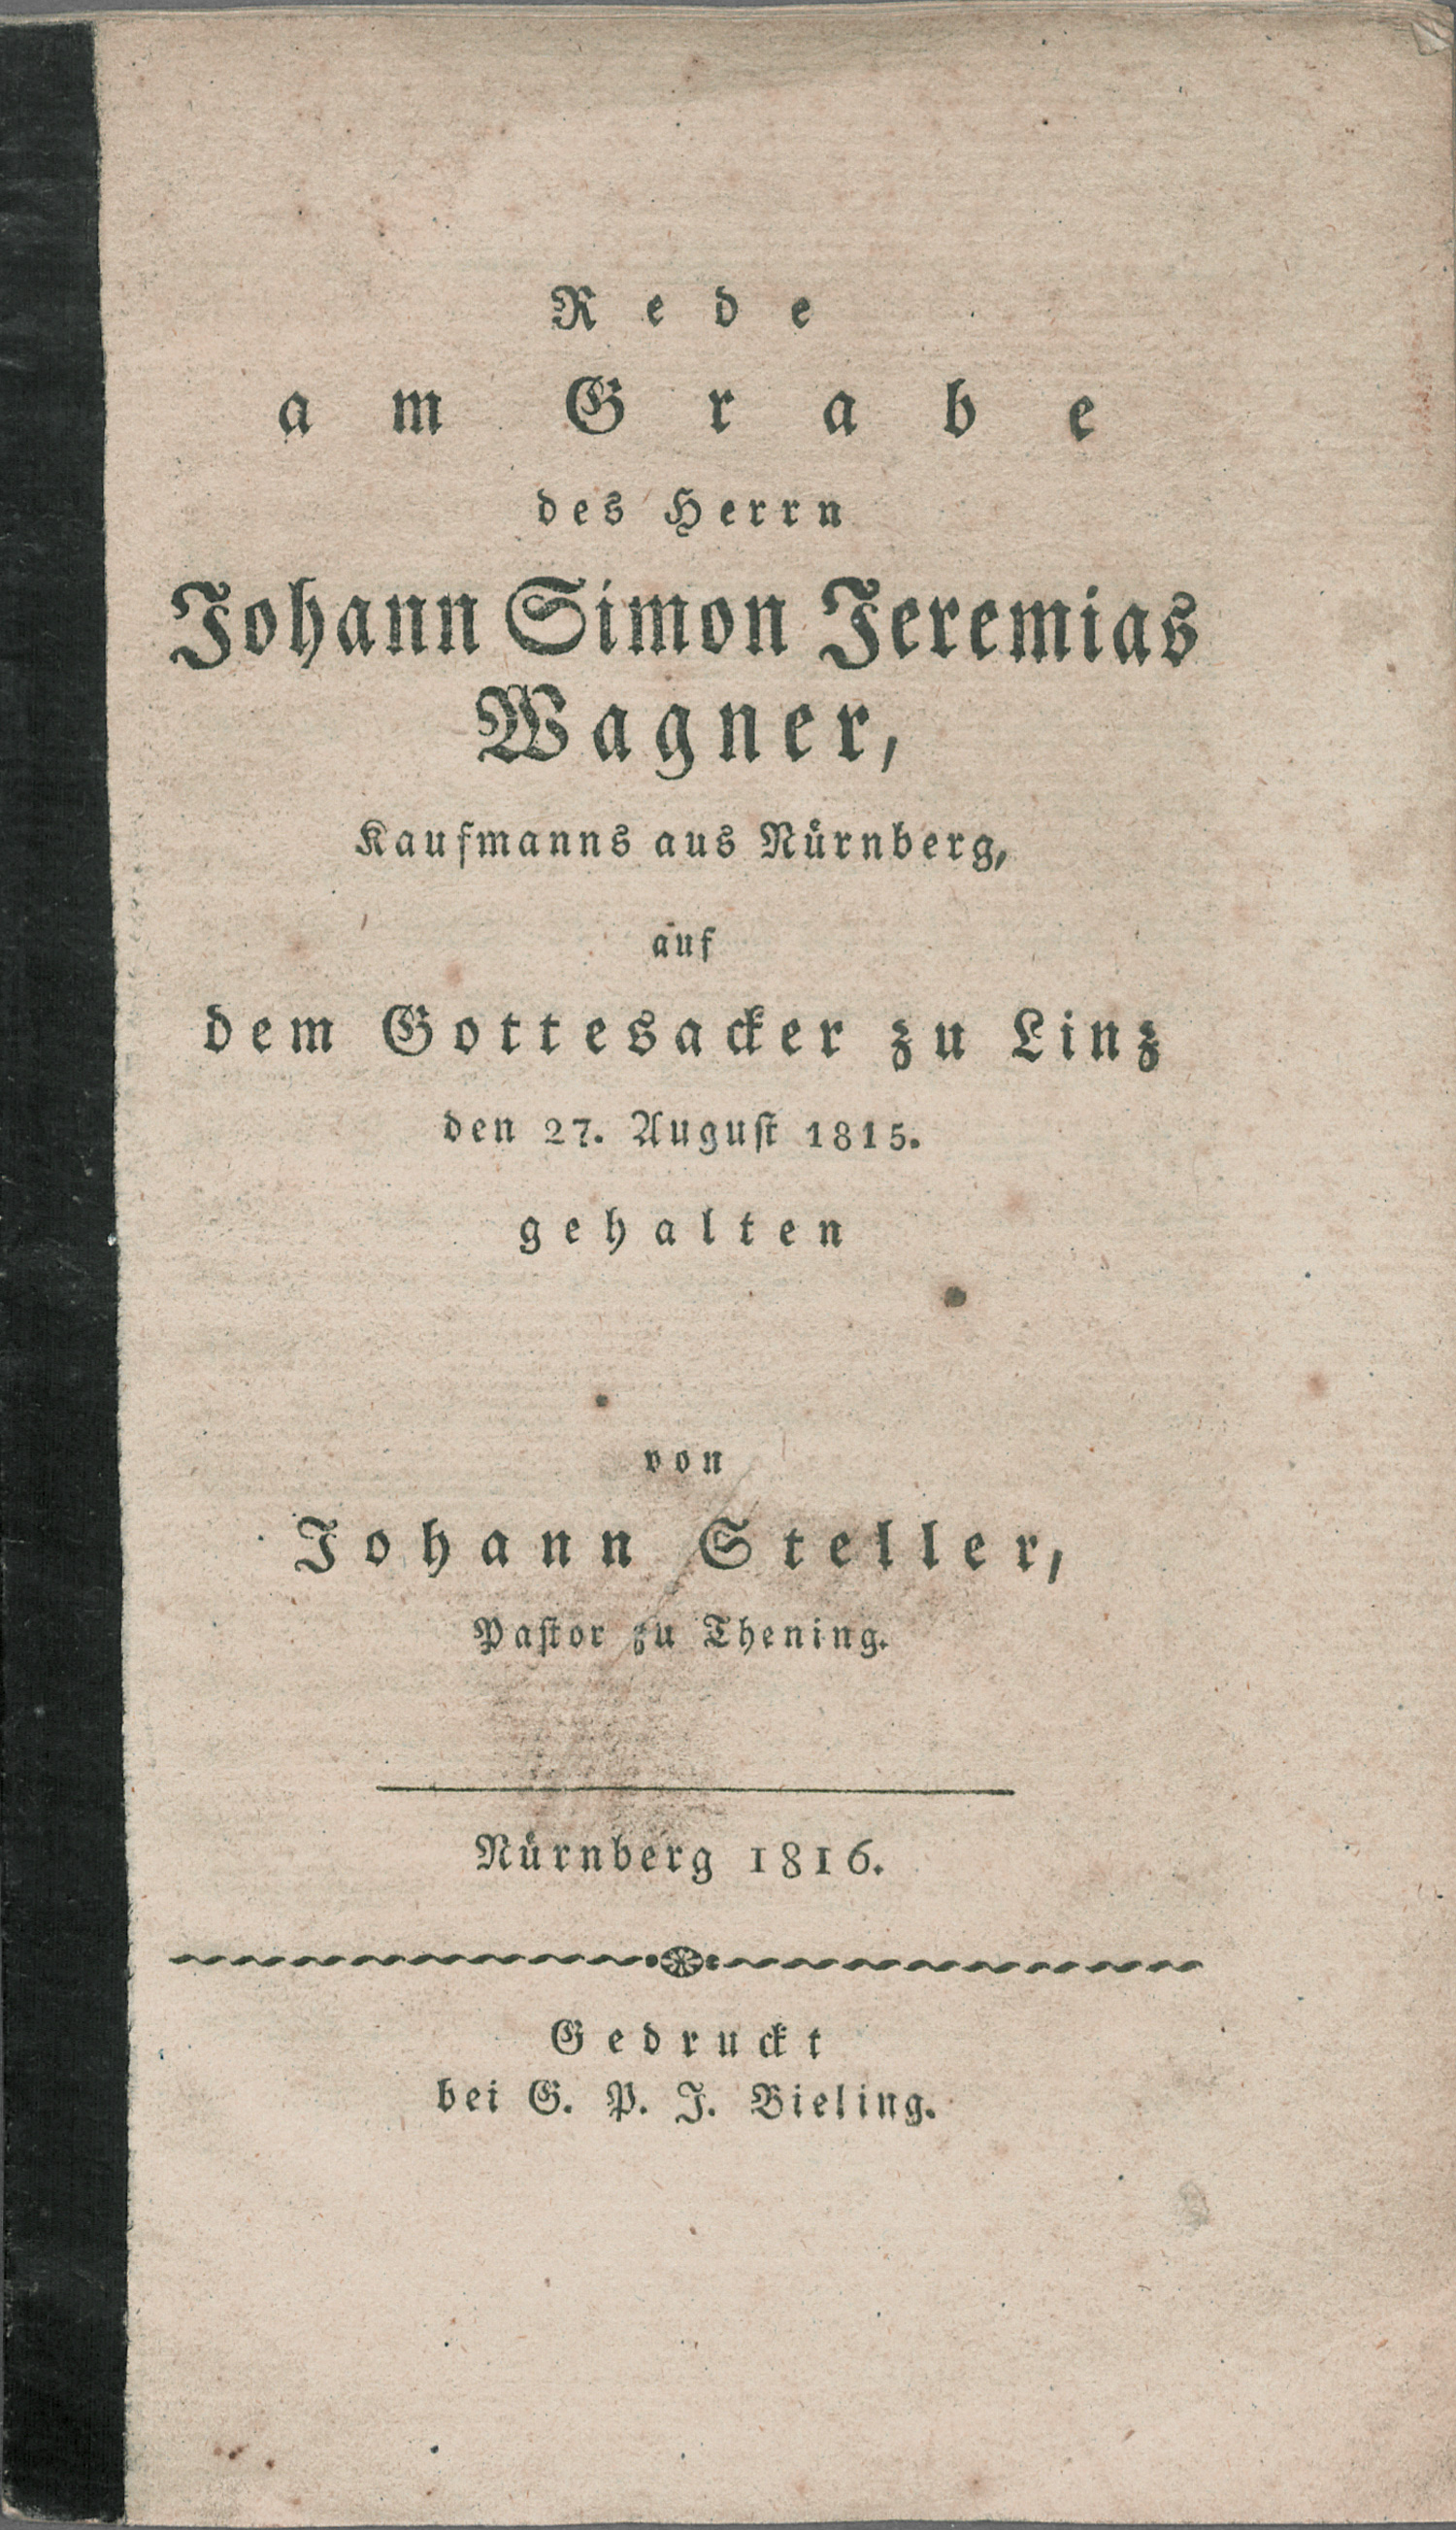 Rede
am Grabe
des Herrn
Johann Simon Jeremias
Wagner,
Kaufmanns aus Nürnberg,
auf
dem Gottesacker zu Linz
den 27. August 1815.
gehalten
von
Johann Steller,
Pastor zu Thening.
Nürnberg 1816.
Gedruckt
bei G. P. J. Bieling.